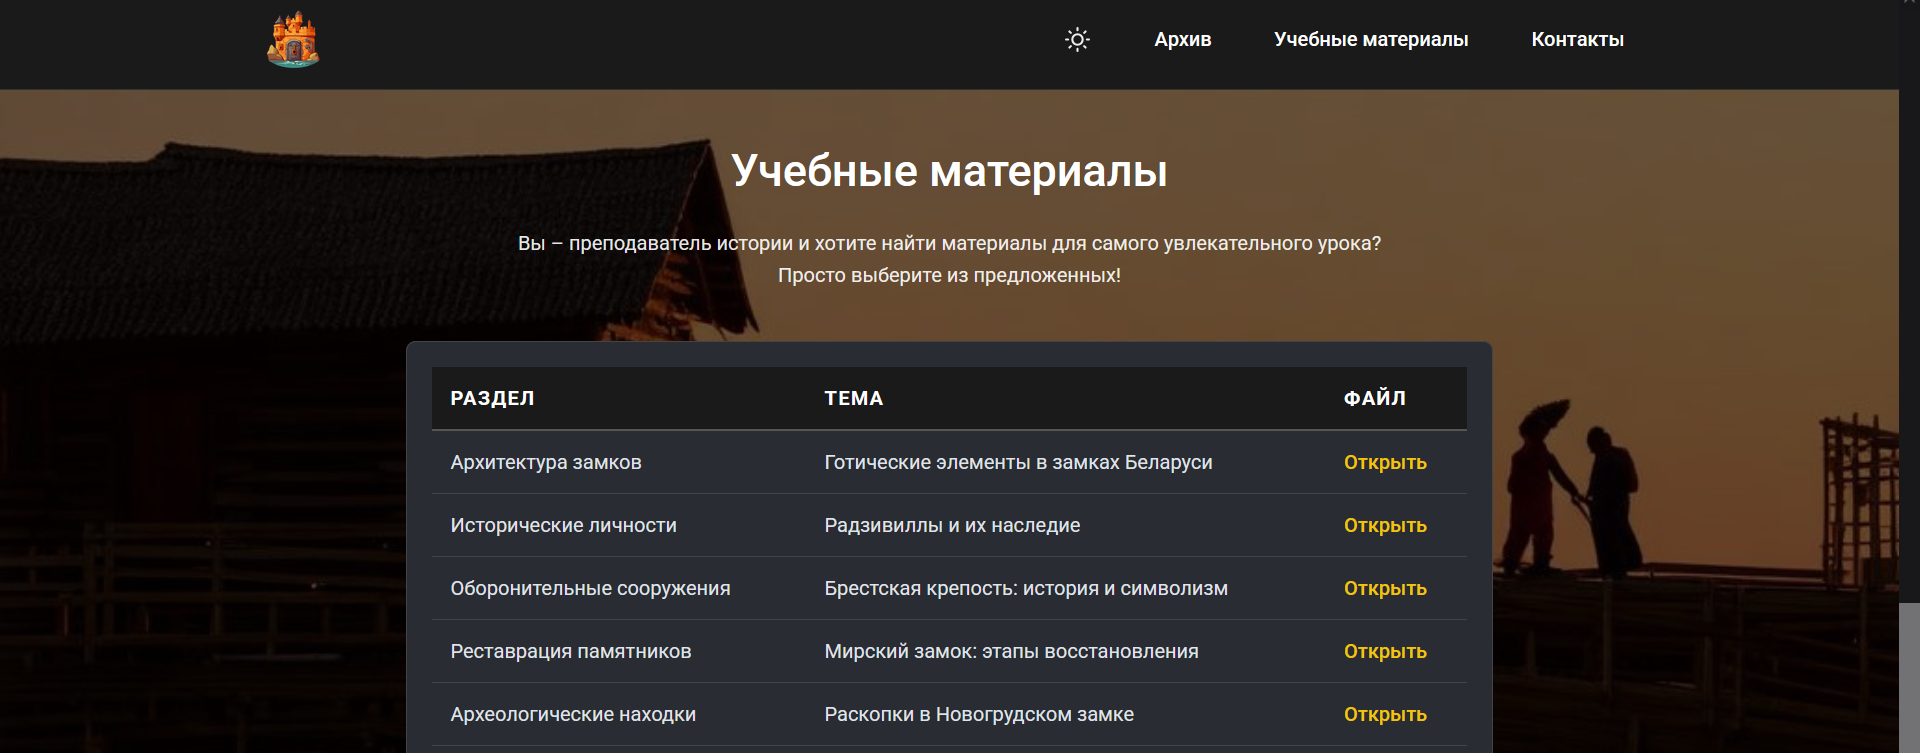 Архив Учебные материалы Контакты
Учебные материалы
Вы – преподаватель истории и хотите найти материалы для самого увлекательного урока?
Просто выберите из предложенных!
РАЗДЕЛ ТЕМА ФАЙЛ
Архитектура замков Готические элементы в замках Беларуси Открыть
Исторические личности Радзивиллы и их наследие Открыть
Оборонительные сооружения Брестская крепость: история и символизм Открыть
Реставрация памятников Мирский замок: этапы восстановления Открыть
Археологические находки Раскопки в Новогрудском замке Открыть